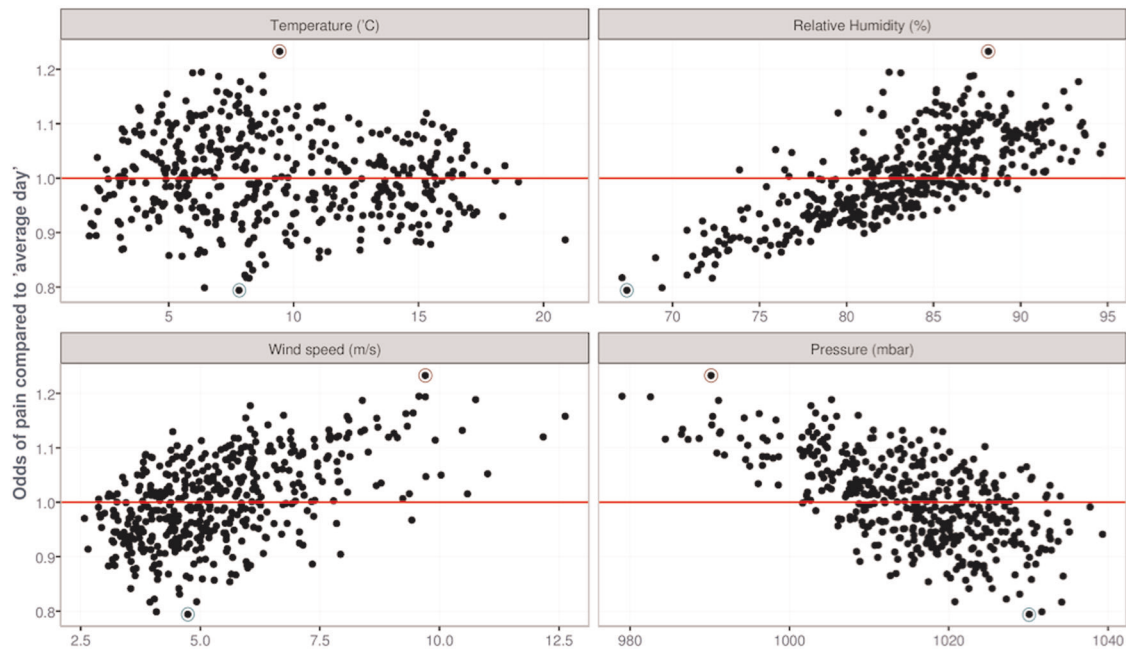 Temperature ('C)
Relative Humidity (%)
Odds of pain compared to 'average day'
1.2
1.1
1.0
0.9
0.8
5 10 15 20
70 75 80 85 90 95
Wind speed (m/s)
Pressure (mbar)
1.2
1.1
1.0
0.9
0.8
2.5 5.0 7.5 10.0 12.5
980 1000 1020 1040